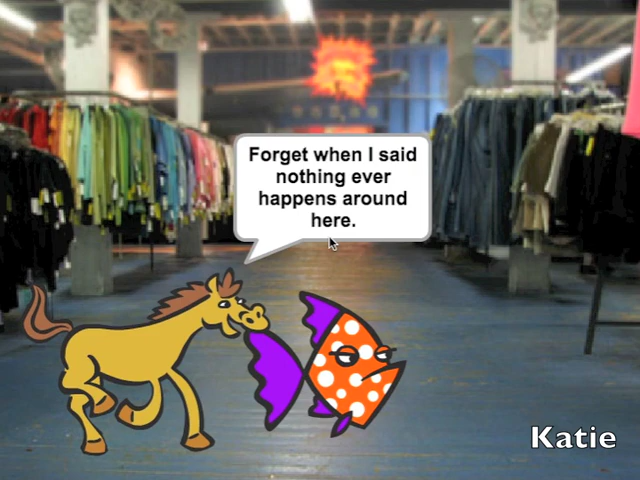 Forget when I said
nothing ever
happens around
here.
Katie